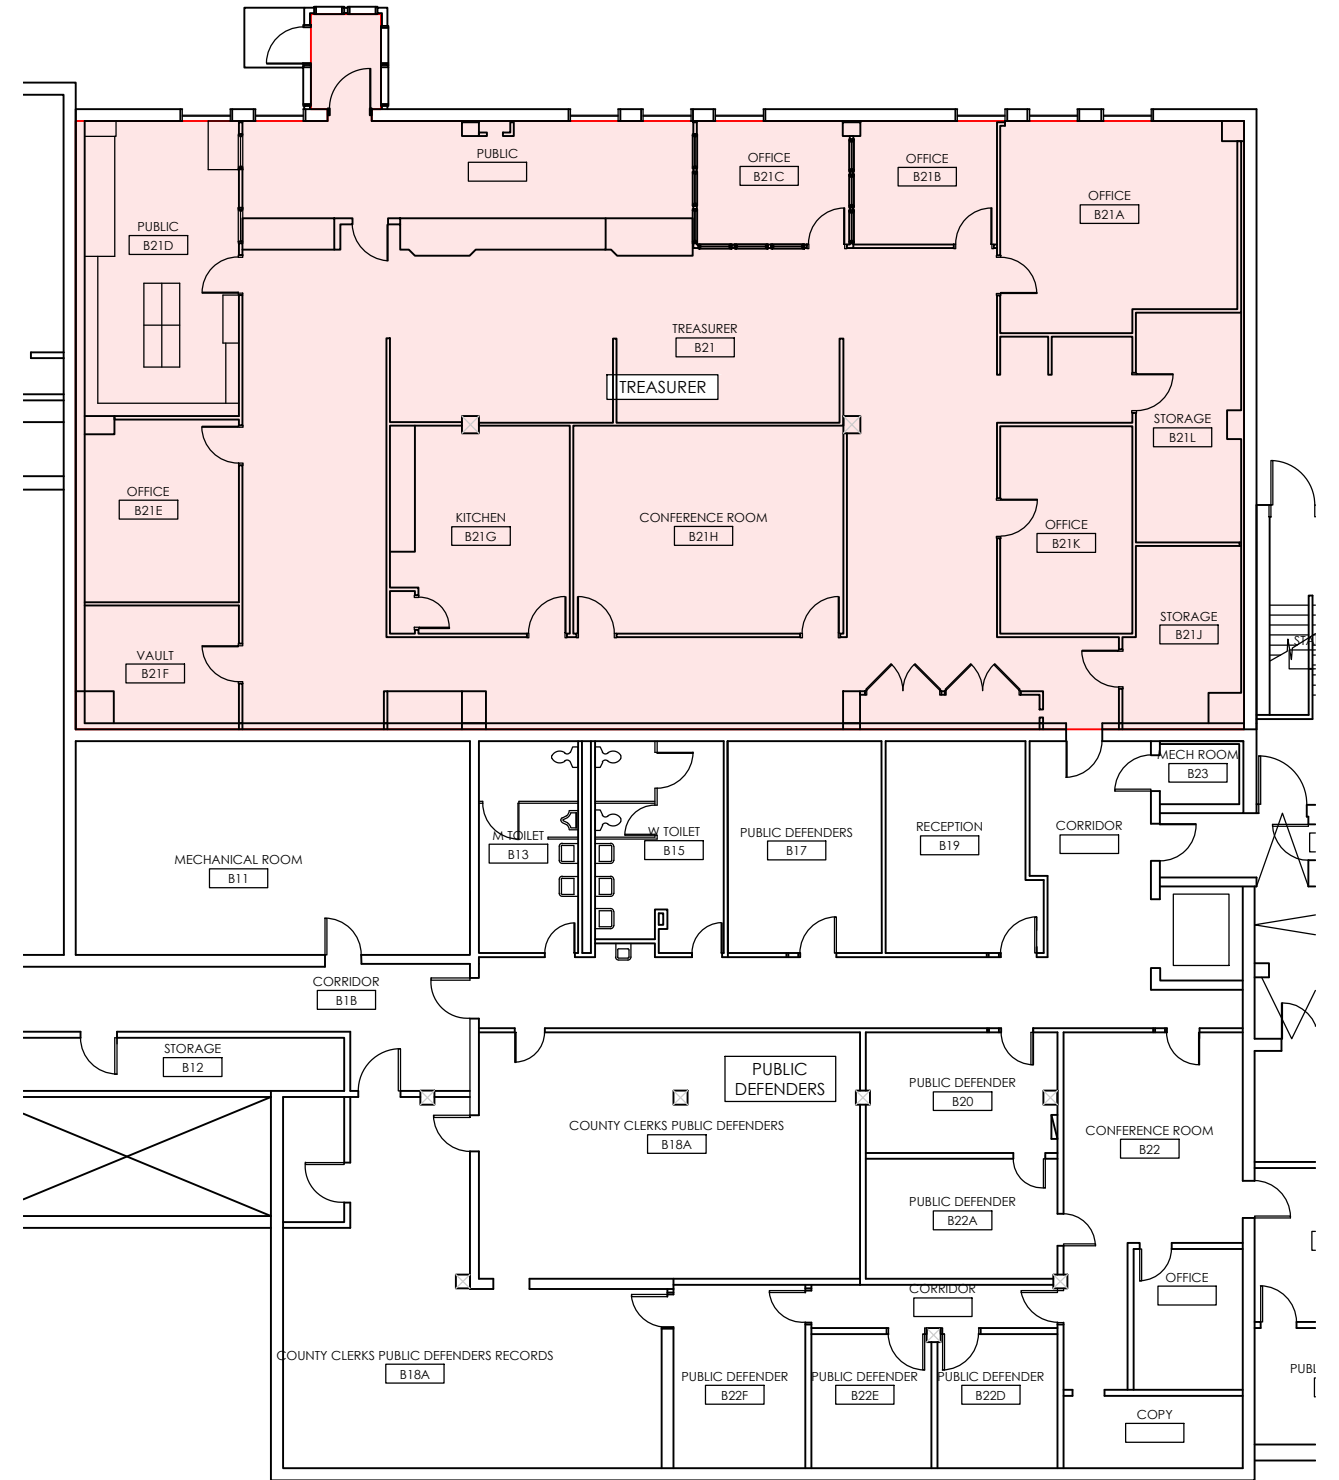 PUBLIC
OFFICE
B21C
OFFICE
B21B
OFFICE
B21A
PUBLIC
B21D
TREASURER
B21
TREASURER
STORAGE
B21L
OFFICE
B21E
KITCHEN
B21G
CONFERENCE ROOM
B21H
OFFICE
B21K
STORAGE
B21J
STA
VAULT
B21F
MECH ROOM
B23
MECHANICAL ROOM
B11
M TOILET
B13
W TOILET
B15
PUBLIC DEFENDERS
B17
RECEPTION
B19
CORRIDOR
CORRIDOR
B1B
STORAGE
B12
PUBLIC
DEFENDERS
COUNTY CLERKS PUBLIC DEFENDERS
B18A
PUBLIC DEFENDER
B20
CONFERENCE ROOM
B22
PUBLIC DEFENDER
B22A
OFFICE
CORRIDOR
COUNTY CLERKS PUBLIC DEFENDERS RECORDS
B18A
PUBLIC DEFENDER
B22F
PUBLIC DEFENDER
B22E
PUBLIC DEFENDER
B22D
PUBL
COPY